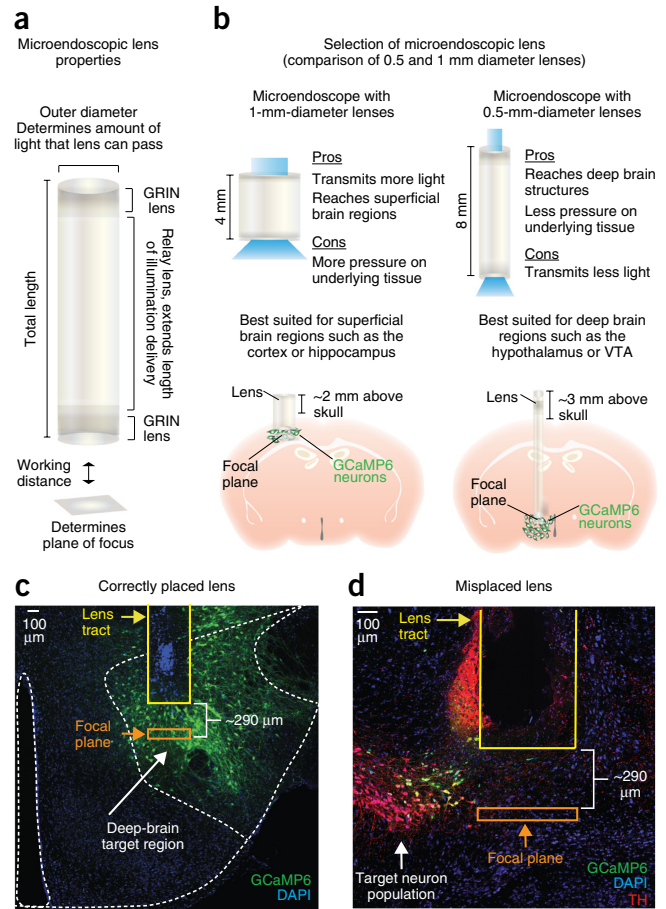 a
Microendoscopic lens
properties
Outer diameter
Determines amount of
light that lens can pass
GRIN
lens
Total length
Relay lens, extends length
of illumination delivery
GRIN
lens
Working
distance
Determines
plane of focus
b
Selection of microendoscopic lens
(comparison of 0.5 and 1 mm diameter lenses)
Microendoscope with
1-mm-diameter lenses
4 mm
Pros
Transmits more light
Reaches superficial
brain regions
Cons
More pressure on
underlying tissue
Best suited for superficial
brain regions such as the
cortex or hippocampus
Lens
~2 mm above
skull
Focal
plane
GCaMP6
neurons
Microendoscope with
0.5-mm-diameter lenses
8 mm
Pros
Reaches deep brain
structures
Less pressure on
underlying tissue
Cons
Transmits less light
Best suited for deep brain
regions such as the
hypothalamus or VTA
Lens
~3 mm above
skull
Focal
plane
GCaMP6
neurons
c
Correctly placed lens
100
μm
Lens
tract
~290 μm
Focal
plane
Deep-brain
target region
GCaMP6
DAPI
d
Misplaced lens
100
μm
Lens
tract
~290
μm
Focal plane
Target neuron
population
GCaMP6
DAPI
TH